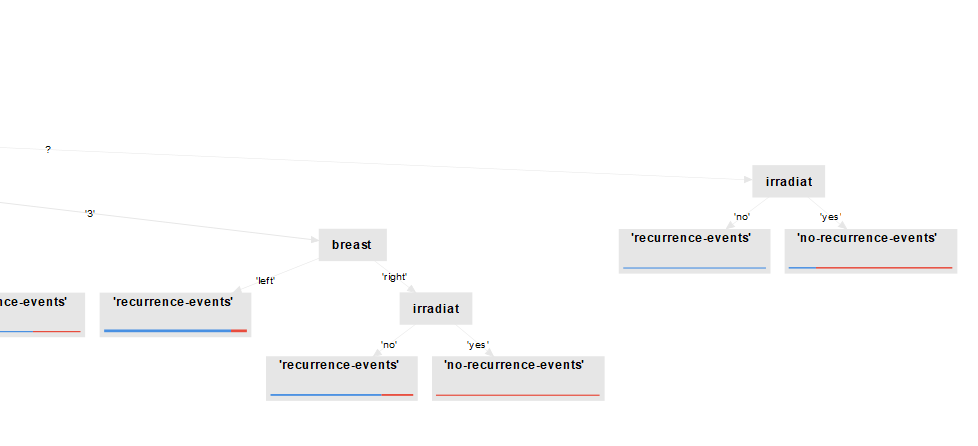 ?
irradiat
'3'
'no'
'yes'
breast
'recurrence-events'
'no-recurrence-events'
'left'
'right'
nce-events'
'recurrence-events'
irradiat
'no'
'yes'
'recurrence-events'
'no-recurrence-events'